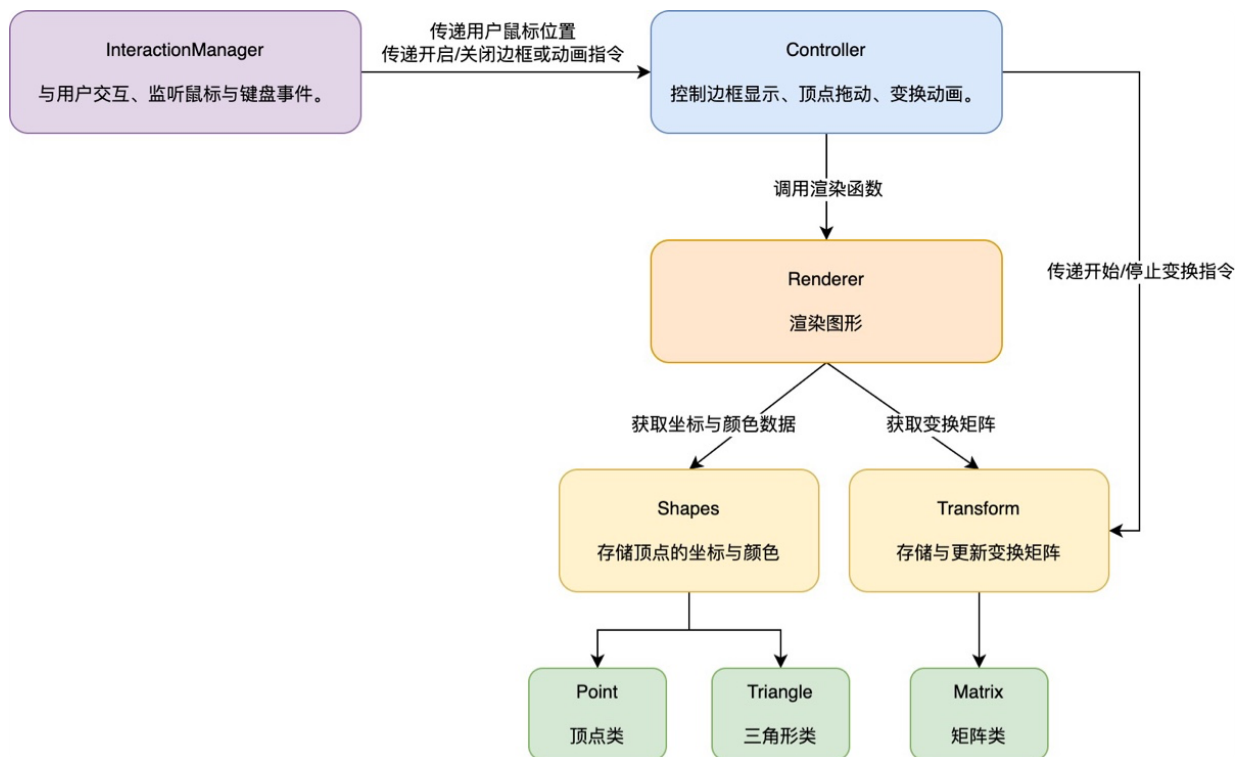 InteractionManager
与用户交互、监听鼠标与键盘事件。
传递用户鼠标位置
传递开启/关闭边框或动画指令
Controller
控制边框显示、顶点拖动、变换动画。
调用渲染函数
传递开始/停止变换指令
Renderer
渲染图形
获取坐标与颜色数据
获取变换矩阵
Shapes
存储顶点的坐标与颜色
Transform
存储与更新变换矩阵
Point
顶点类
Triangle
三角形类
Matrix
矩阵类